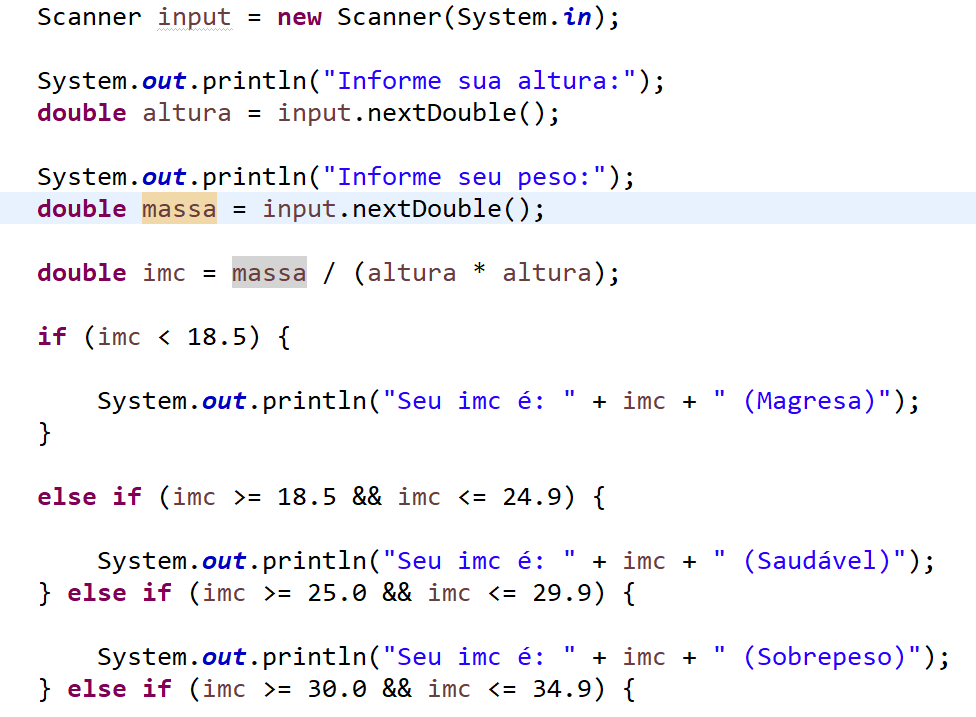 Scanner input = new Scanner(System.in);
System.out.println("Informe sua altura:");
double altura = input.nextDouble();
System.out.println("Informe seu peso:");
double massa = input.nextDouble();
double imc = massa / (altura * altura);
if (imc < 18.5) {
System.out.println("Seu imc é: " + imc + " (Magresa)");
}
else if (imc >= 18.5 && imc <= 24.9) {
System.out.println("Seu imc é: " + imc + " (Saudável)");
} else if (imc >= 25.0 && imc <= 29.9) {
System.out.println("Seu imc é: " + imc + " (Sobrepeso)");
} else if (imc >= 30.0 && imc <= 34.9) {